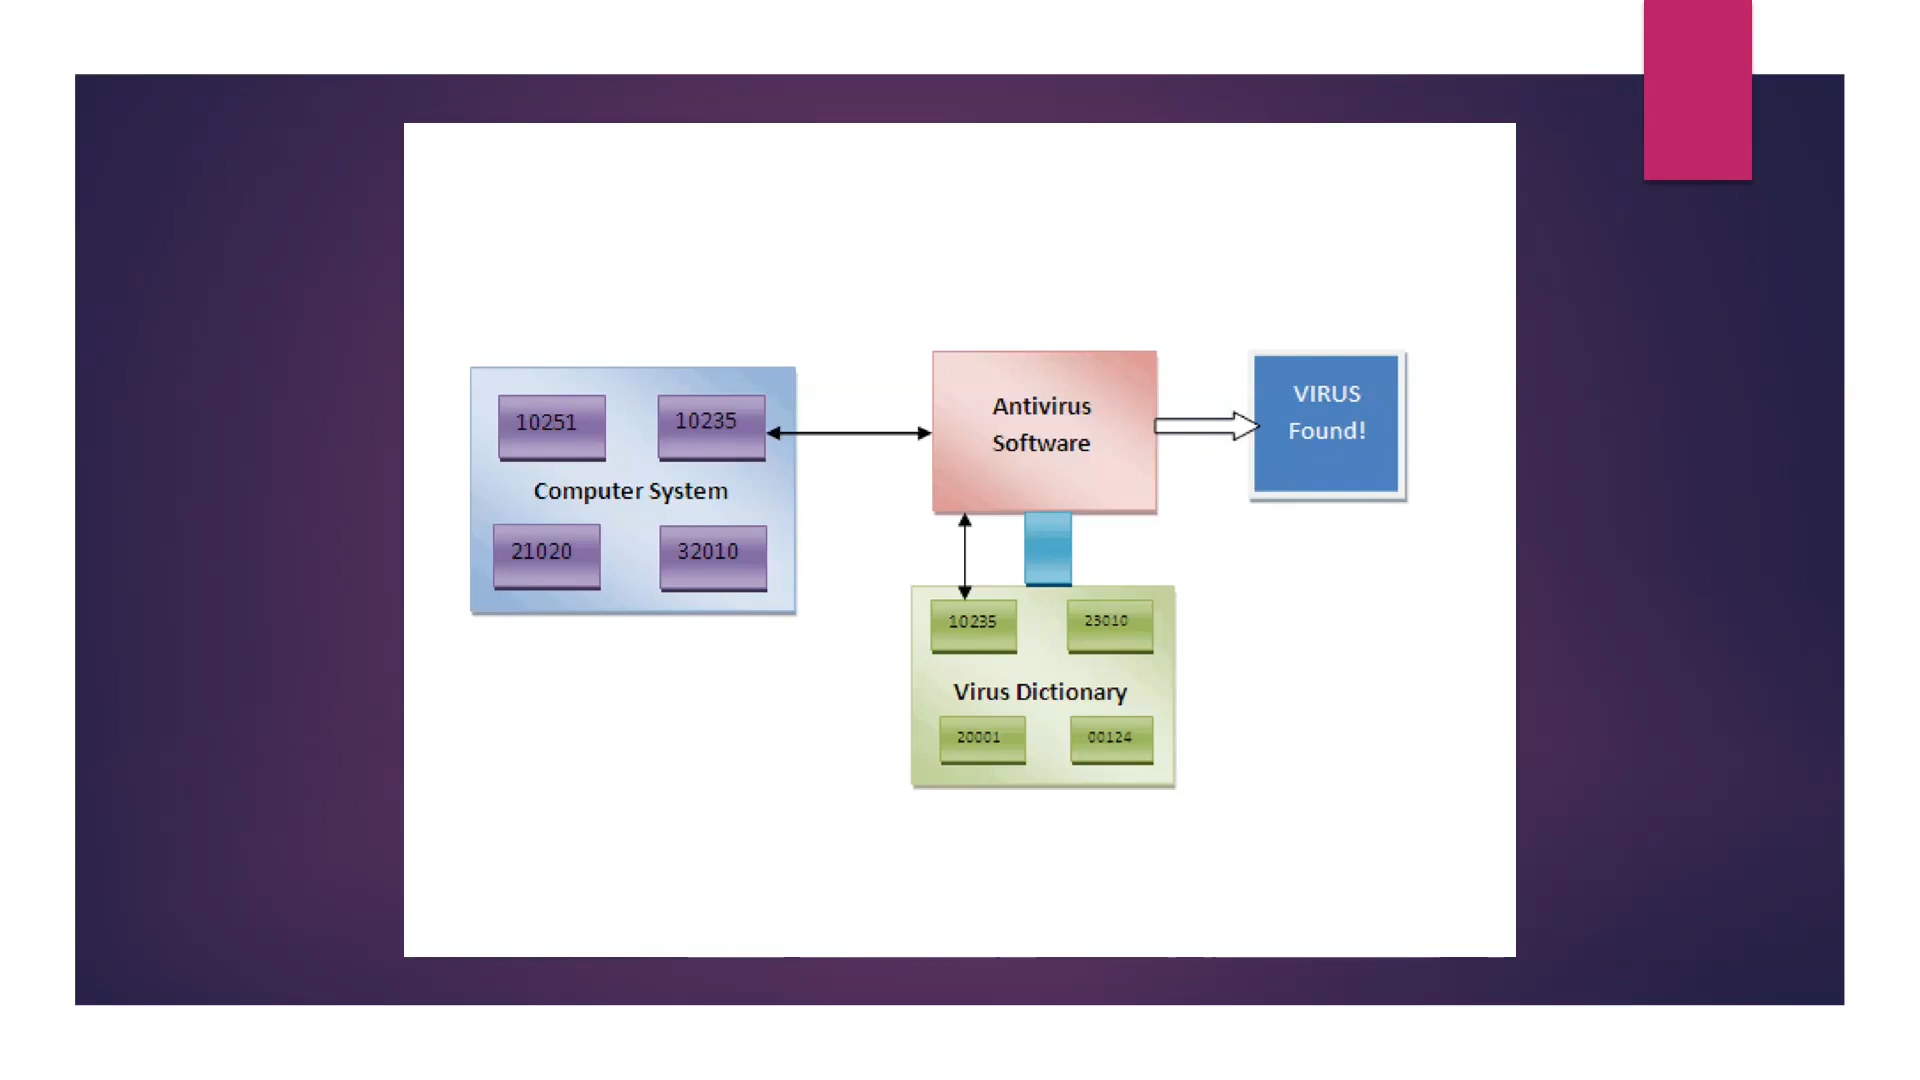 10251
10235
Computer System
21020
32010
Antivirus
Software
VIRUS
Found!
10235
23010
Virus Dictionary
20001
00124